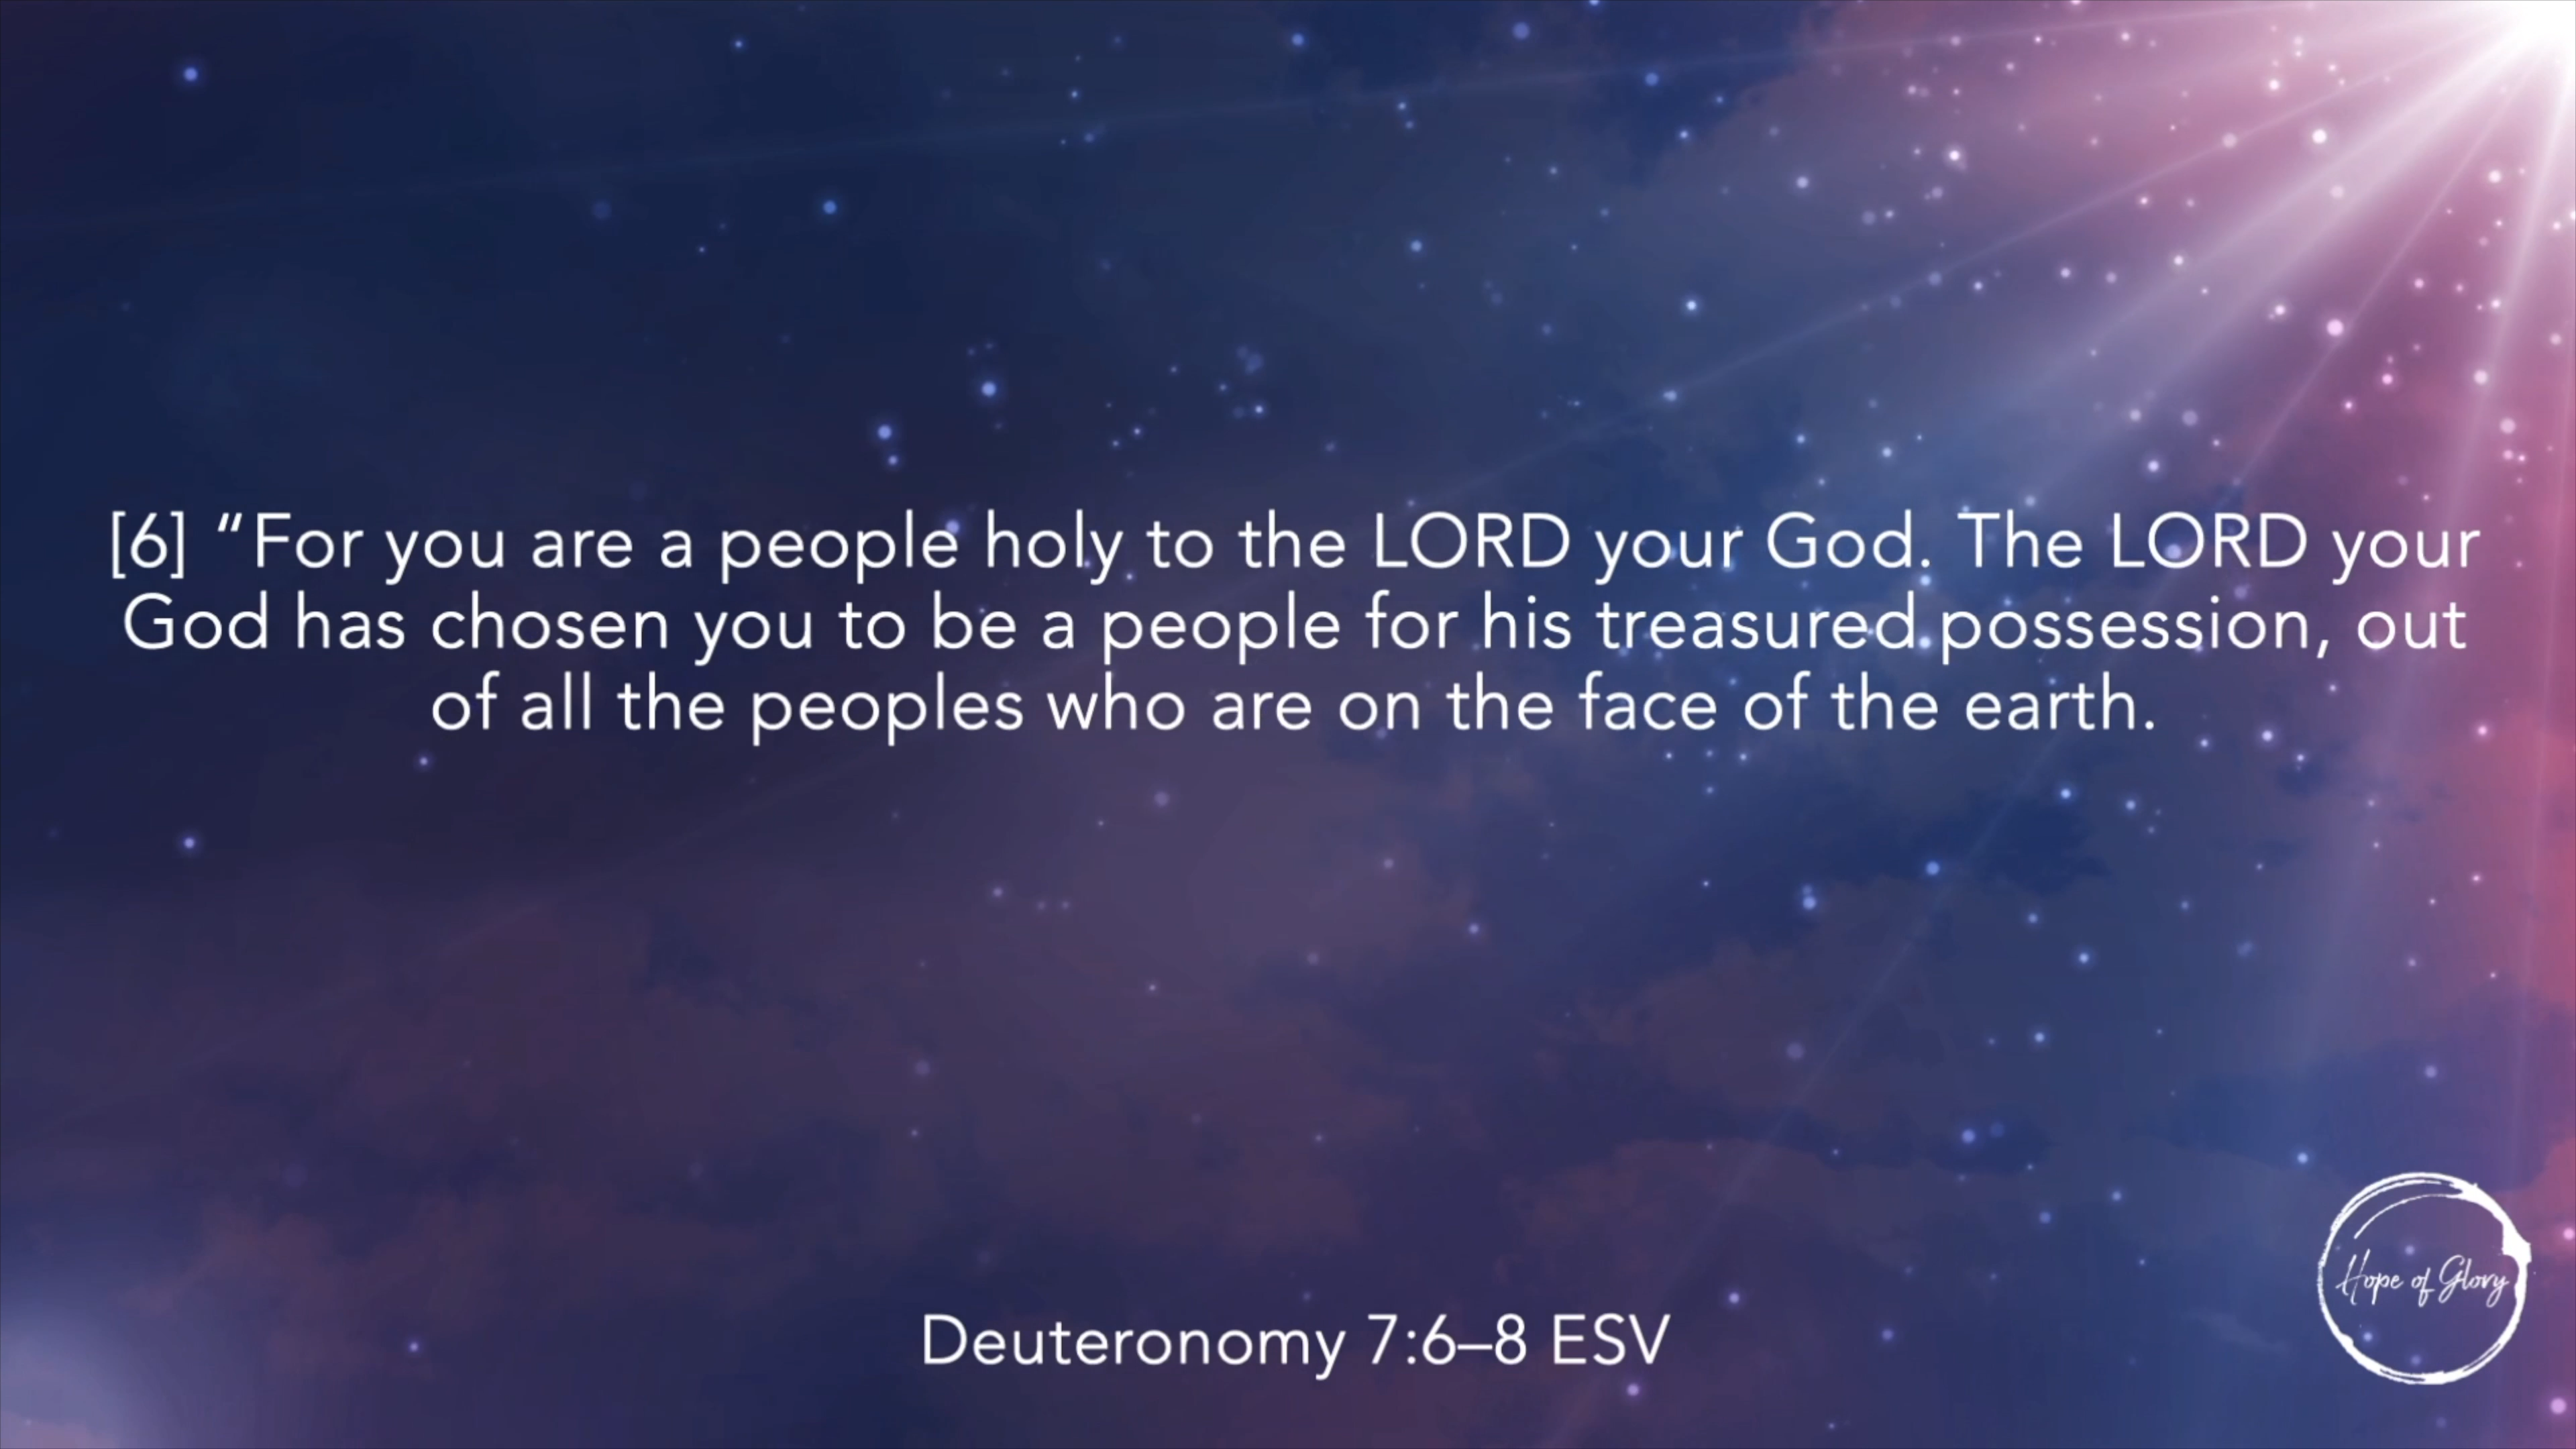 [6] “For you are a people holy to the LORD your God. The LORD your
God has chosen you to be a people for his treasured possession, out
of all the peoples who are on the face of the earth.
Hope of Glory
Deuteronomy 7:6–8 ESV